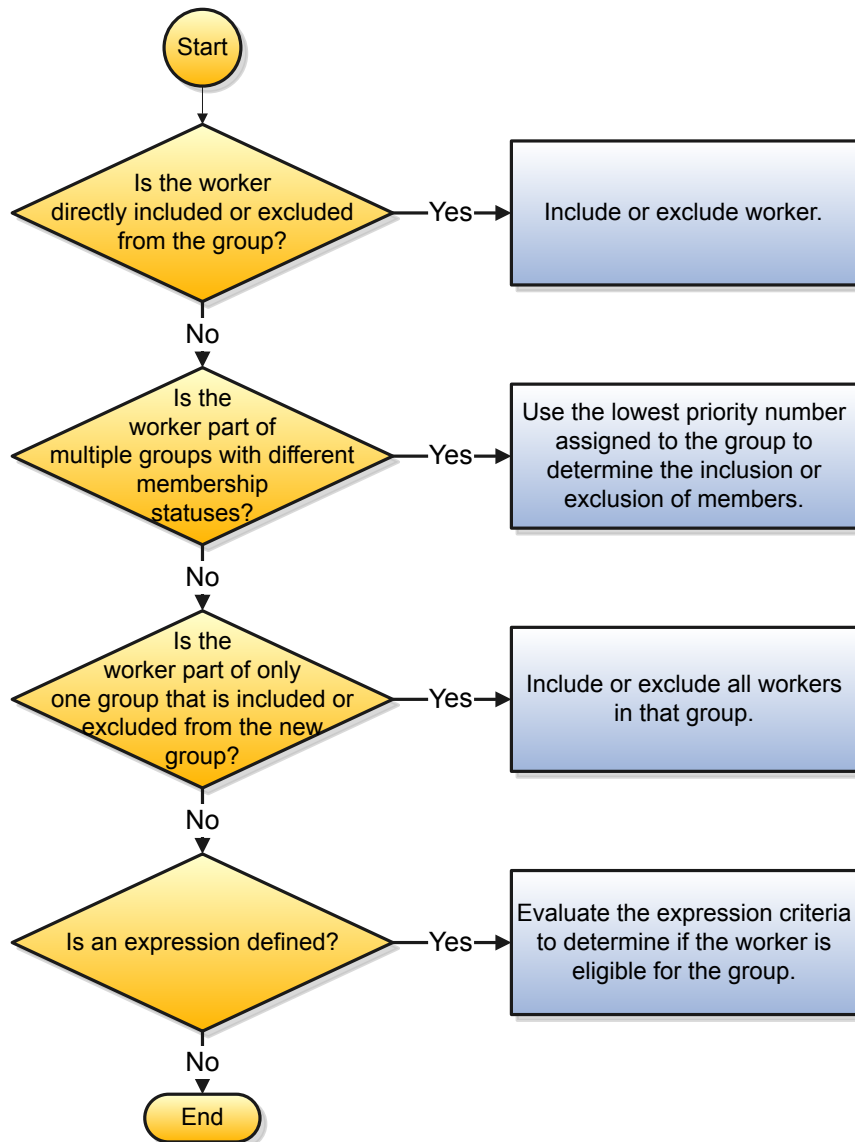 Start
Is the worker
directly included or excluded
from the group?
Yes
Include or exclude worker.
No
Is the
worker part of
multiple groups with different
membership
statuses?
Yes
Use the lowest priority number
assigned to the group to
determine the inclusion or
exclusion of members.
No
Is the
worker part of only
one group that is included or
excluded from the new
group?
Yes
Include or exclude all workers
in that group.
No
Is an expression defined?
Yes
Evaluate the expression criteria
to determine if the worker is
eligible for the group.
No
End